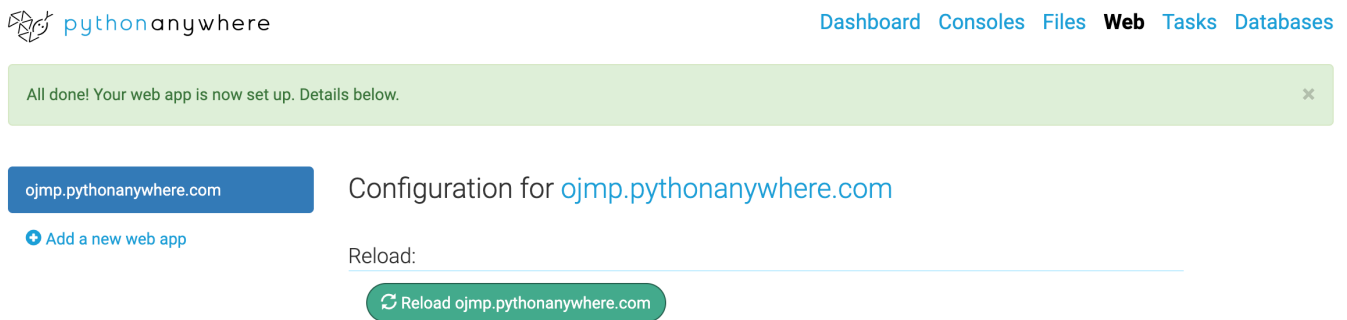 pythonanywhere
Dashboard Consoles Files Web Tasks Databases
All done! Your web app is now set up. Details below.
×
ojmp.pythonanywhere.com
Add a new web app
Configuration for ojmp.pythonanywhere.com
Reload:
Reload ojmp.pythonanywhere.com